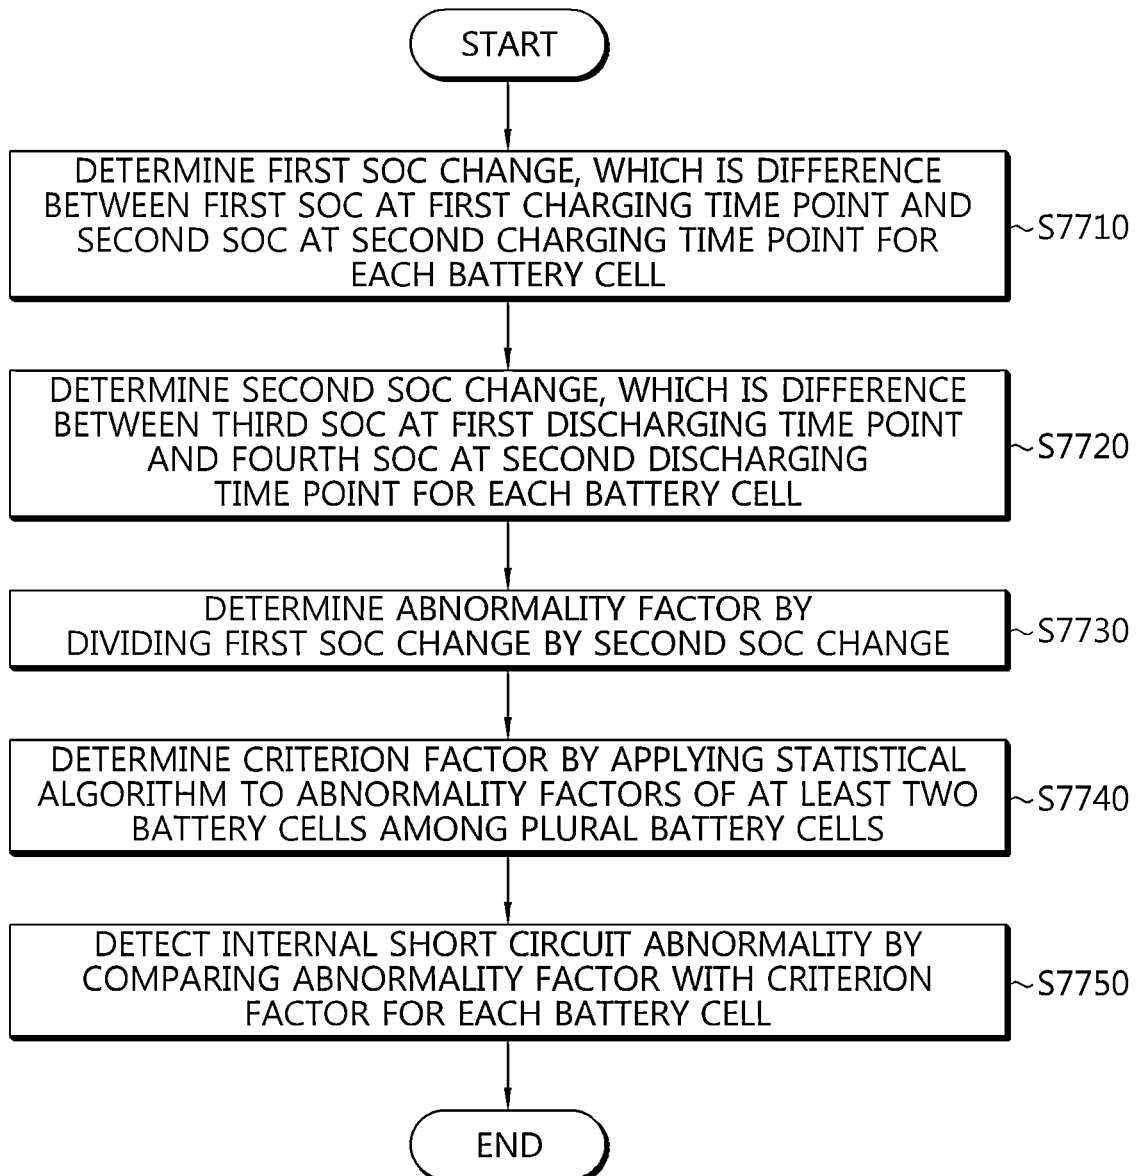 START
DETERMINE FIRST SOC CHANGE, WHICH IS DIFFERENCE
BETWEEN FIRST SOC AT FIRST CHARGING TIME POINT AND
SECOND SOC AT SECOND CHARGING TIME POINT FOR
EACH BATTERY CELL
S7710
DETERMINE SECOND SOC CHANGE, WHICH IS DIFFERENCE
BETWEEN THIRD SOC AT FIRST DISCHARGING TIME POINT
AND FOURTH SOC AT SECOND DISCHARGING
TIME POINT FOR EACH BATTERY CELL
S7720
DETERMINE ABNORMALITY FACTOR BY
DIVIDING FIRST SOC CHANGE BY SECOND SOC CHANGE
S7730
DETERMINE CRITERION FACTOR BY APPLYING STATISTICAL
ALGORITHM TO ABNORMALITY FACTORS OF AT LEAST TWO
BATTERY CELLS AMONG PLURAL BATTERY CELLS
S7740
DETECT INTERNAL SHORT CIRCUIT ABNORMALITY BY
COMPARING ABNORMALITY FACTOR WITH CRITERION
FACTOR FOR EACH BATTERY CELL
S7750
END